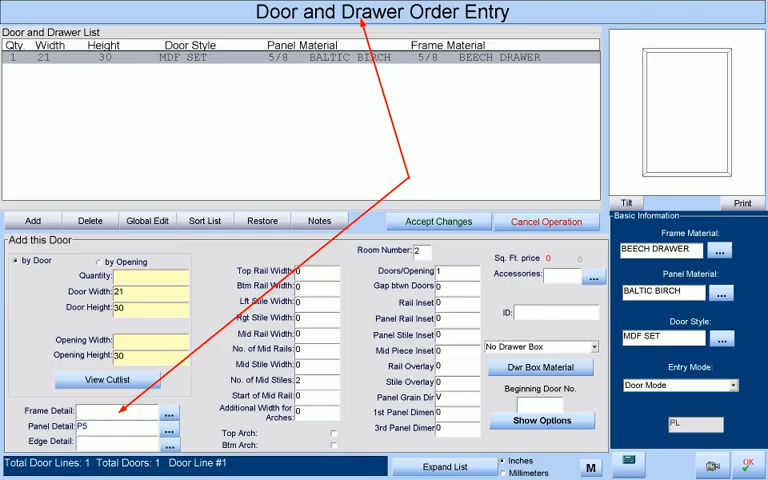 Door and Drawer Order Entry
Door and Drawer List
Qty. Width Height Door Style Panel Material Frame Material
1 21 30 MDF SET 5/8 BALTIC BIRCH 5/8 BEECH DRAWER
Tilt Print
Add Delete Global Edit Sort List Restore Notes Accept Changes Cancel Operation
Basic Information
Add this Door
by Door by Opening
Quantity:
Door Width: 21
Door Height: 30
Opening Width:
Opening Height: 30
View Cutlist
Frame Detail: ...
Panel Detail: P5 ...
Edge Detail: ...
Top Rail Width: 0
Btm Rail Width: 0
Lft Stile Width: 0
Rgt Stile Width: 0
Mid Rail Width: 0
No. of Mid Rails: 0
Mid Stile Width: 0
No. of Mid Stiles: 2
Start of Mid Rail: 0
Additional Width for
Arches: 0
Top Arch:
Btm Arch:
Room Number: 2
Doors/Opening 1
Gap btwn Doors 0
Rail Inset 0
Panel Rail Inset 0
Panel Stile Inset 0
Mid Piece Inset 0
Rail Overlay 0
Stile Overlay 0
Panel Grain Dir V
1st Panel Dimen 0
3rd Panel Dimen 0
Sq. Ft. price 0 0
Accessories: ...
ID:
No Drawer Box
Dwr Box Material
Beginning Door No.
Show Options
Frame Material:
BEECH DRAWER ...
Panel Material:
BALTIC BIRCH ...
Door Style:
MDF SET ...
Entry Mode:
Door Mode
PL
Total Door Lines: 1 Total Doors: 1 Door Line #1
Expand List
Inches
Millimeters
M
OK